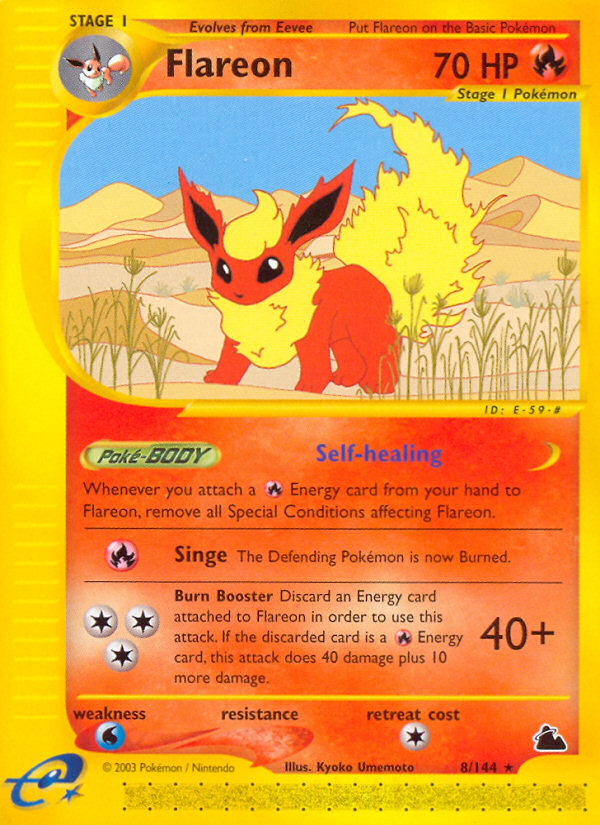 STAGE 1
Evolves from Eevee
Put Flareon on the Basic Pokémon
Flareon
70 HP
Stage 1 Pokémon
ID: E-59-#
Poké-BODY
Self-healing
Whenever you attach a Energy card from your hand to
Flareon, remove all Special Conditions affecting Flareon.
Singe The Defending Pokémon is now Burned.
Burn Booster Discard an Energy card
attached to Flareon in order to use this
attack. If the discarded card is a Energy
card, this attack does 40 damage plus 10
more damage.
40+
weakness
resistance
retreat cost
© 2003 Pokémon / Nintendo
Illus. Kyoko Umemoto
8/144 ★
e